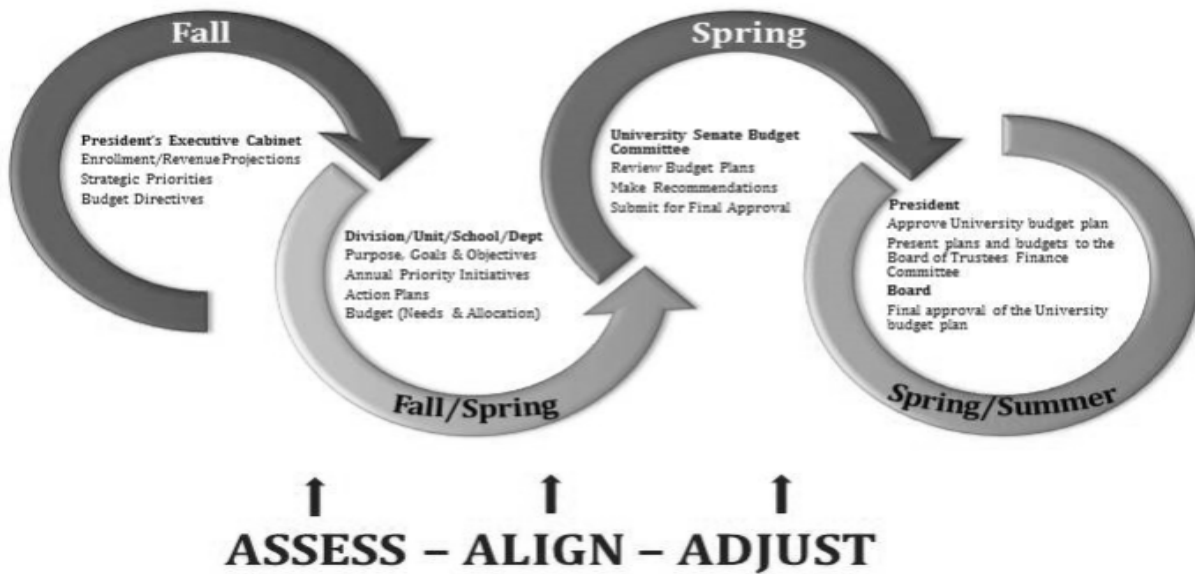 Fall
President's Executive Cabinet
Enrollment/Revenue Projections
Strategic Priorities
Budget Directives
Division/Unit/School/Dept
Purpose, Goals & Objectives
Annual Priority Initiatives
Action Plans
Budget (Needs & Allocation)
Fall/Spring
Spring
University Senate Budget
Committee
Review Budget Plans
Make Recommendations
Submit for Final Approval
President
Approve University budget plan
Present plans and budgets to the
Board of Trustees Finance
Committee
Board
Final approval of the University
budget plan
Spring/Summer
ASSESS – ALIGN – ADJUST